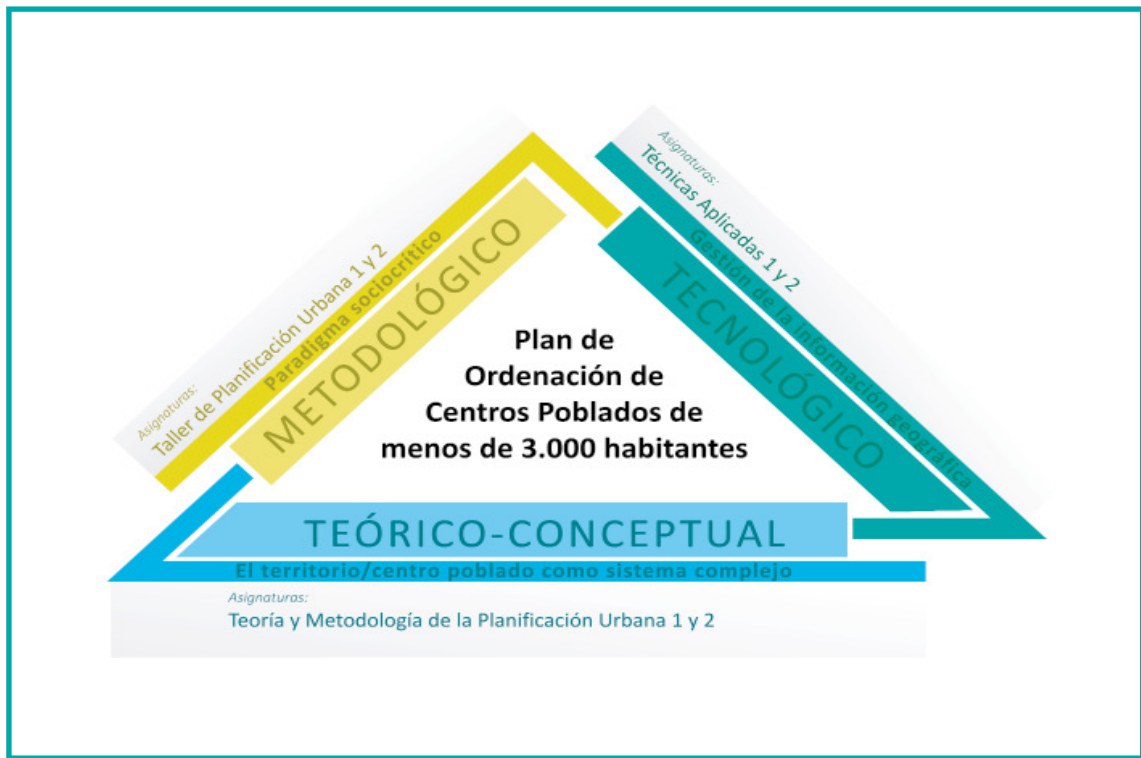 Asignaturas:
Taller de Planificación Urbana 1 y 2
Paradigma sociocrítico
METODOLÓGICO
Asignaturas:
Técnicas Aplicadas 1 y 2
Gestión de la información geográfica
TECNOLÓGICO
Plan de
Ordenación de
Centros Poblados de
menos de 3.000 habitantes
TEÓRICO-CONCEPTUAL
El territorio/centro poblado como sistema complejo
Asignaturas:
Teoría y Metodología de la Planificación Urbana 1 y 2